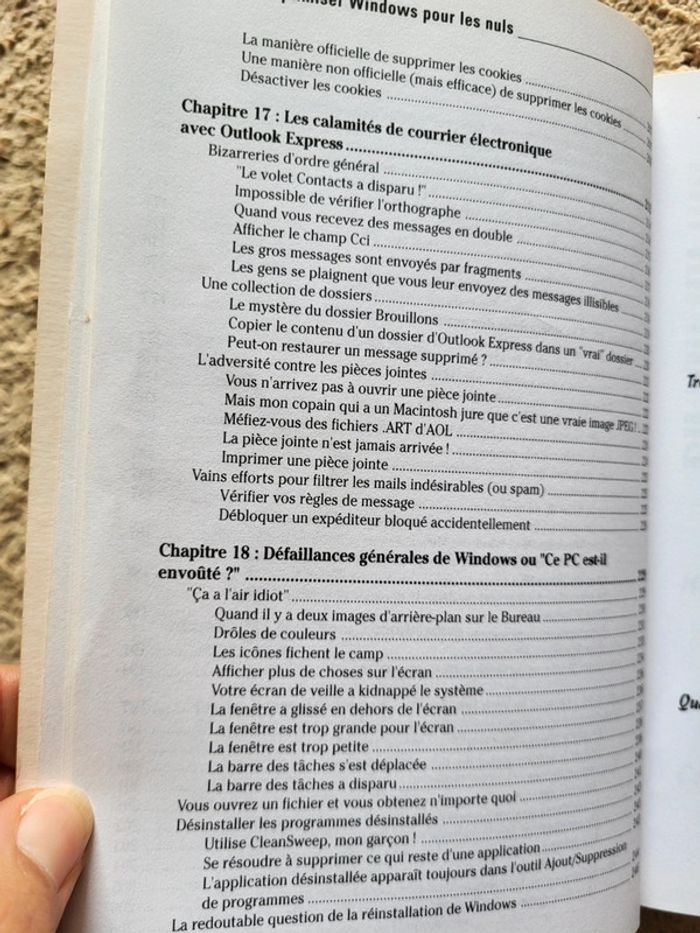 Windows pour les nuls
La manière officielle de supprimer les cookies
Une manière non officielle (mais efficace) de supprimer les cookies
Désactiver les cookies
Chapitre 17 : Les calamités de courrier électronique
avec Outlook Express
Bizarreries d'ordre général
"Le volet Contacts a disparu !"
Impossible de vérifier l'orthographe
Quand vous recevez des messages en double
Afficher le champ Cci
Les gros messages sont envoyés par fragments
Les gens se plaignent que vous leur envoyez des messages illisibles
Une collection de dossiers
Le mystère du dossier Brouillons
Copier le contenu d'un dossier d'Outlook Express dans un "vrai" dossier
Peut-on restaurer un message supprimé ?
L'adversité contre les pièces jointes
Vous n'arrivez pas à ouvrir une pièce jointe
Mais mon copain qui a un Macintosh jure que c'est une vraie image JPEG !
Méfiez-vous des fichiers .ART d'AOL
La pièce jointe n'est jamais arrivée !
Imprimer une pièce jointe
Vains efforts pour filtrer les mails indésirables (ou spam)
Vérifier vos règles de message
Débloquer un expéditeur bloqué accidentellement
Chapitre 18 : Défaillances générales de Windows ou "Ce PC est-il
envoûté ?"
"Ça a l'air idiot"
Quand il y a deux images d'arrière-plan sur le Bureau
Drôles de couleurs
Les icônes fichent le camp
Afficher plus de choses sur l'écran
Votre écran de veille a kidnappé le système
La fenêtre a glissé en dehors de l'écran
La fenêtre est trop grande pour l'écran
La fenêtre est trop petite
La barre des tâches s'est déplacée
La barre des tâches a disparu
Vous ouvrez un fichier et vous obtenez n'importe quoi
Désinstaller les programmes désinstallés
Utilise CleanSweep, mon garçon !
Se résoudre à supprimer ce qui reste d'une application
L'application désinstallée apparaît toujours dans l'outil Ajout/Suppression
de programmes
La redoutable question de la réinstallation de Windows